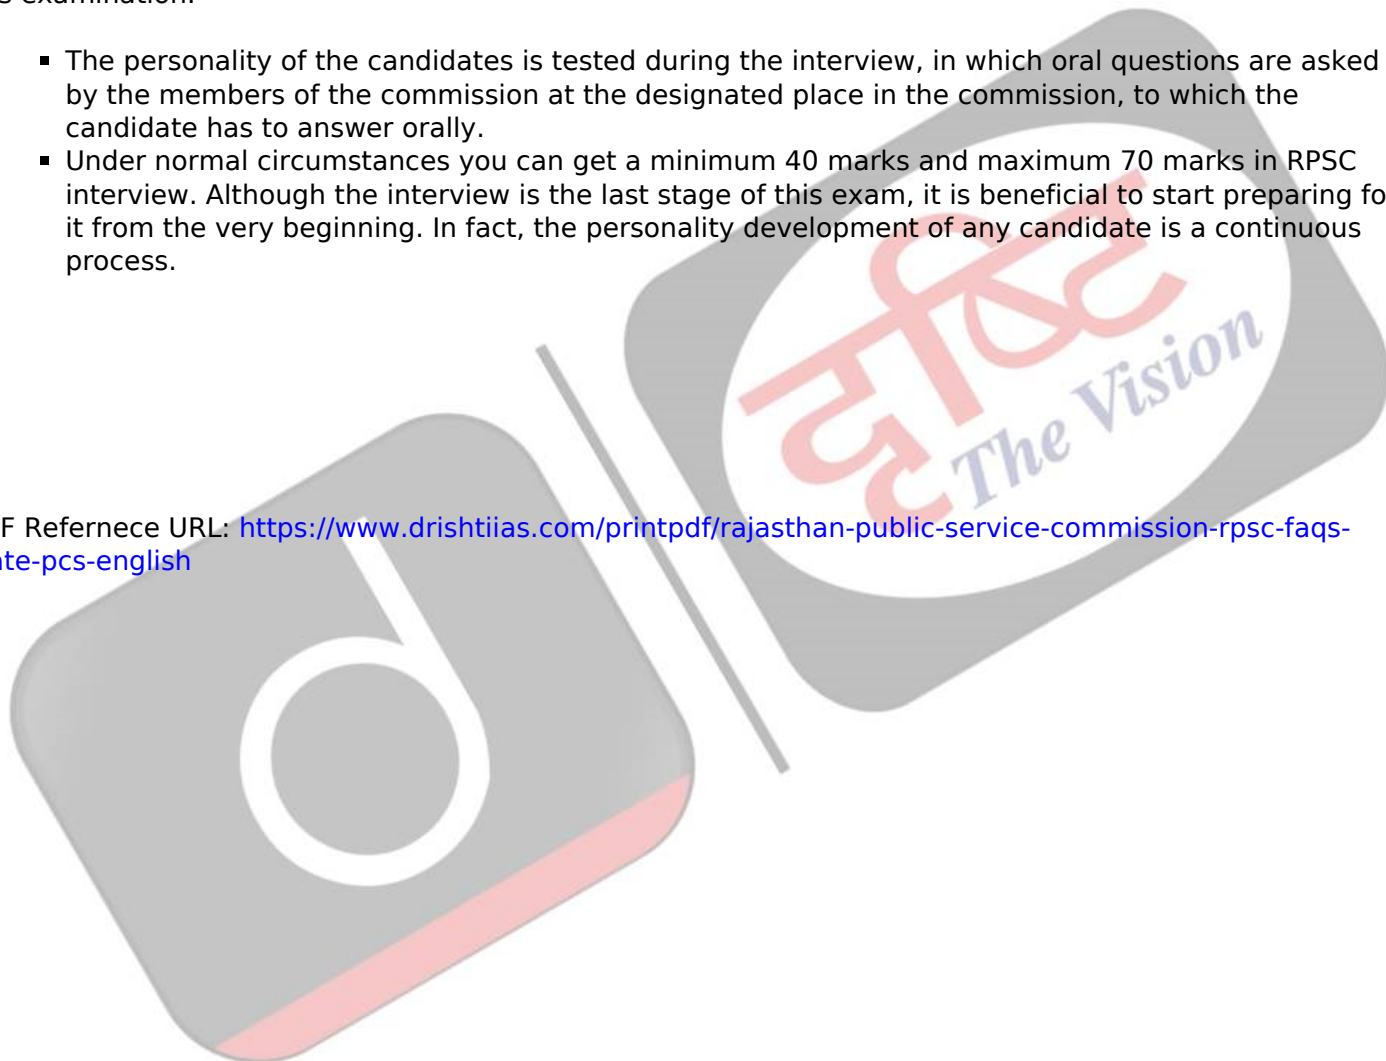 s examination.
▪ The personality of the candidates is tested during the interview, in which oral questions are asked
by the members of the commission at the designated place in the commission, to which the
candidate has to answer orally.
▪ Under normal circumstances you can get a minimum 40 marks and maximum 70 marks in RPSC
interview. Although the interview is the last stage of this exam, it is beneficial to start preparing fo
it from the very beginning. In fact, the personality development of any candidate is a continuous
process.
दृष्टि
The Vision
F Refernece URL: https://www.drishtiias.com/printpdf/rajasthan-public-service-commission-rpsc-faqs-
te-pcs-english
d